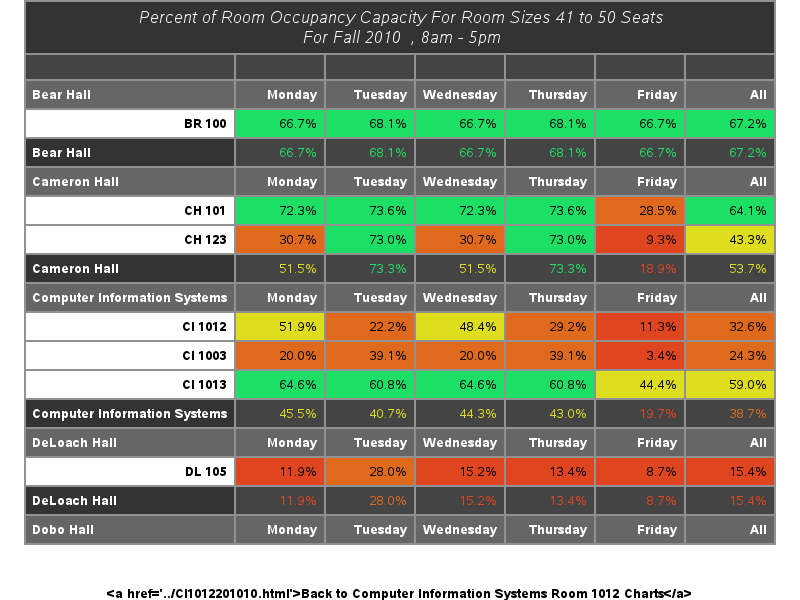 Percent of Room Occupancy Capacity For Room Sizes 41 to 50 Seats
For Fall 2010 , 8am - 5pm
Bear Hall Monday Tuesday Wednesday Thursday Friday All
BR 100 66.7% 68.1% 66.7% 68.1% 66.7% 67.2%
Bear Hall 66.7% 68.1% 66.7% 68.1% 66.7% 67.2%
Cameron Hall Monday Tuesday Wednesday Thursday Friday All
CH 101 72.3% 73.6% 72.3% 73.6% 28.5% 64.1%
CH 123 30.7% 73.0% 30.7% 73.0% 9.3% 43.3%
Cameron Hall 51.5% 73.3% 51.5% 73.3% 18.9% 53.7%
Computer Information Systems Monday Tuesday Wednesday Thursday Friday All
CI 1012 51.9% 22.2% 48.4% 29.2% 11.3% 32.6%
CI 1003 20.0% 39.1% 20.0% 39.1% 3.4% 24.3%
CI 1013 64.6% 60.8% 64.6% 60.8% 44.4% 59.0%
Computer Information Systems 45.5% 40.7% 44.3% 43.0% 19.7% 38.7%
DeLoach Hall Monday Tuesday Wednesday Thursday Friday All
DL 105 11.9% 28.0% 15.2% 13.4% 8.7% 15.4%
DeLoach Hall 11.9% 28.0% 15.2% 13.4% 8.7% 15.4%
Dobo Hall Monday Tuesday Wednesday Thursday Friday All
<a href='../CI1012201010.html'>Back to Computer Information Systems Room 1012 Charts</a>